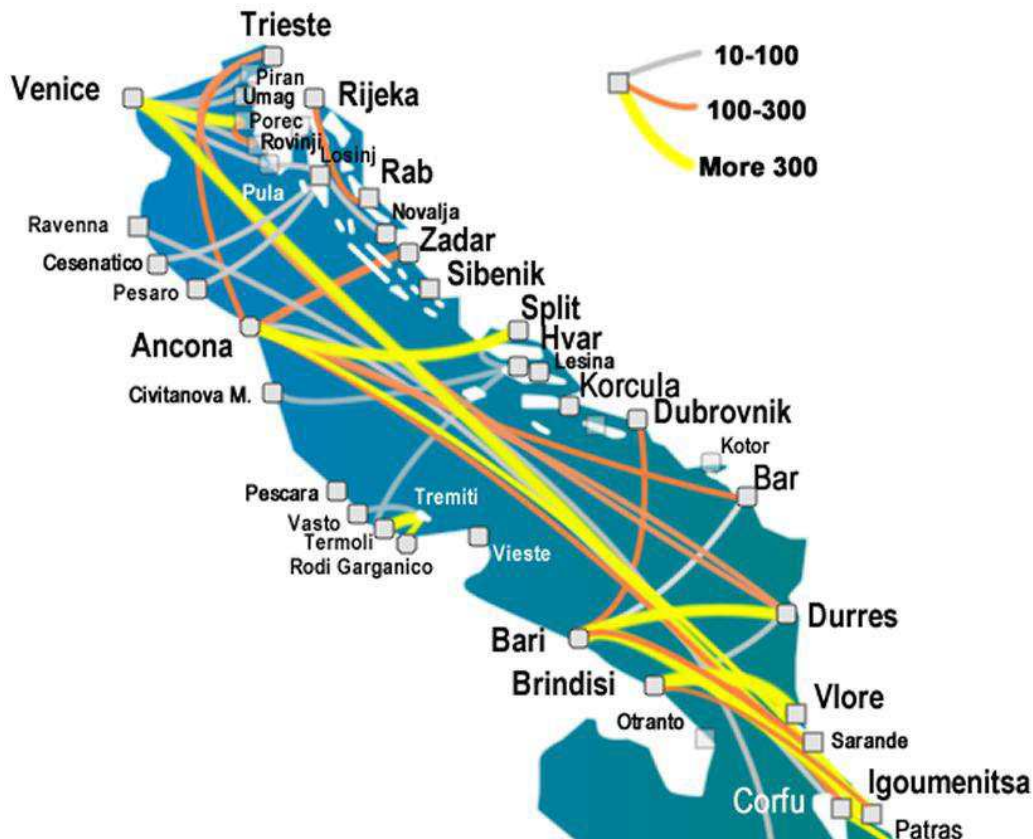 Trieste
Venice
Piran
Umag
Porec
Rovinji
Rijeka
Losinj
Pula
Rab
Novalja
Zadar
Sibenik
Ravenna
Cesenatico
Pesaro
Ancona
Split
Hvar
Lesina
Civitanova M.
Korcula
Dubrovnik
Kotor
Bar
Pescara
Tremiti
Vasto
Termoli
Rodi Garganico
Vieste
Bari
Durres
Brindisi
Vlore
Otranto
Sarande
Igoumenitsa
Corfu
Patras
10-100
100-300
More 300